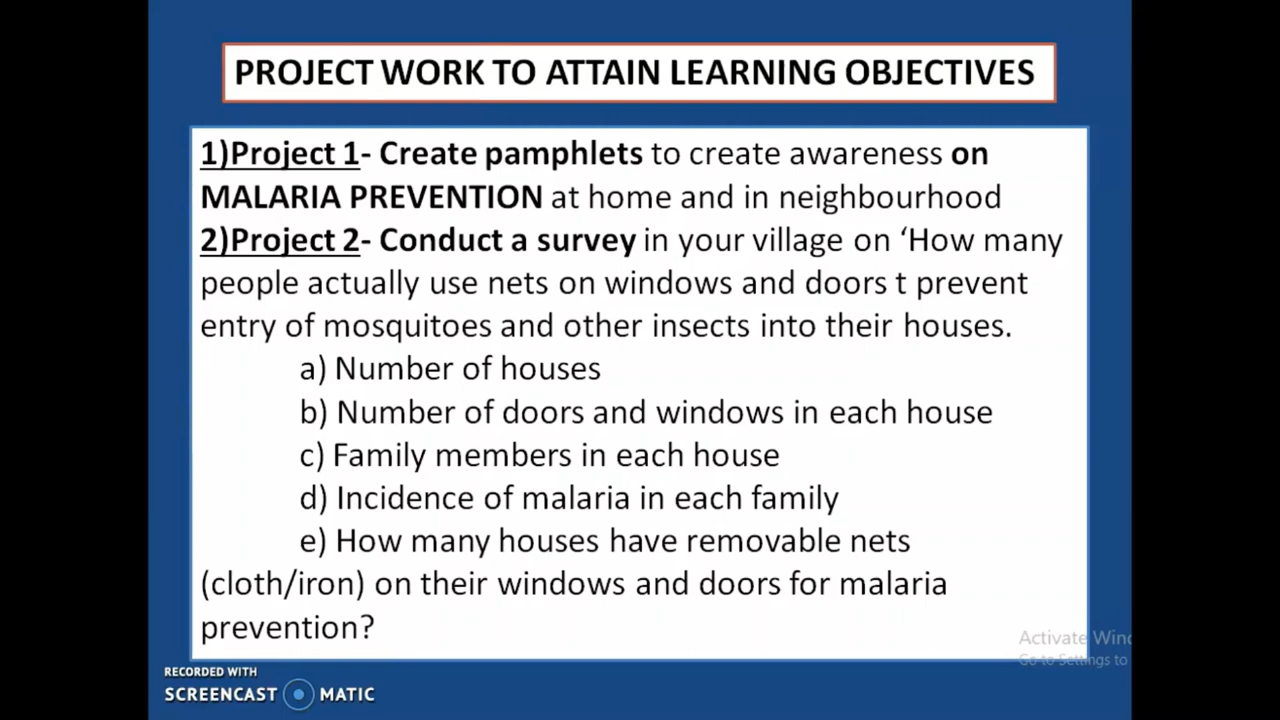 PROJECT WORK TO ATTAIN LEARNING OBJECTIVES
1)Project 1- Create pamphlets to create awareness on
MALARIA PREVENTION at home and in neighbourhood
2)Project 2- Conduct a survey in your village on ‘How many
people actually use nets on windows and doors t prevent
entry of mosquitoes and other insects into their houses.
a) Number of houses
b) Number of doors and windows in each house
c) Family members in each house
d) Incidence of malaria in each family
e) How many houses have removable nets
(cloth/iron) on their windows and doors for malaria
prevention?
Activate Wind
Go to Settings to
RECORDED WITH
SCREENCAST MATIC